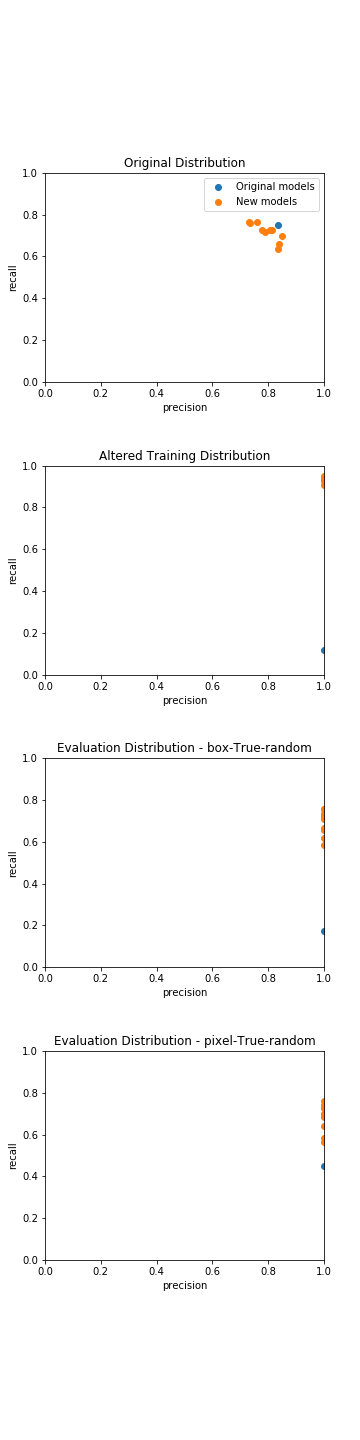 Original Distribution
1.0
0.8
0.6
0.4
0.2
0.0
recall
Original models
New models
0.0 0.2 0.4 0.6 0.8 1.0
precision
Altered Training Distribution
1.0
0.8
0.6
0.4
0.2
0.0
recall
0.0 0.2 0.4 0.6 0.8 1.0
precision
Evaluation Distribution - box-True-random
1.0
0.8
0.6
0.4
0.2
0.0
recall
0.0 0.2 0.4 0.6 0.8 1.0
precision
Evaluation Distribution - pixel-True-random
1.0
0.8
0.6
0.4
0.2
0.0
recall
0.0 0.2 0.4 0.6 0.8 1.0
precision